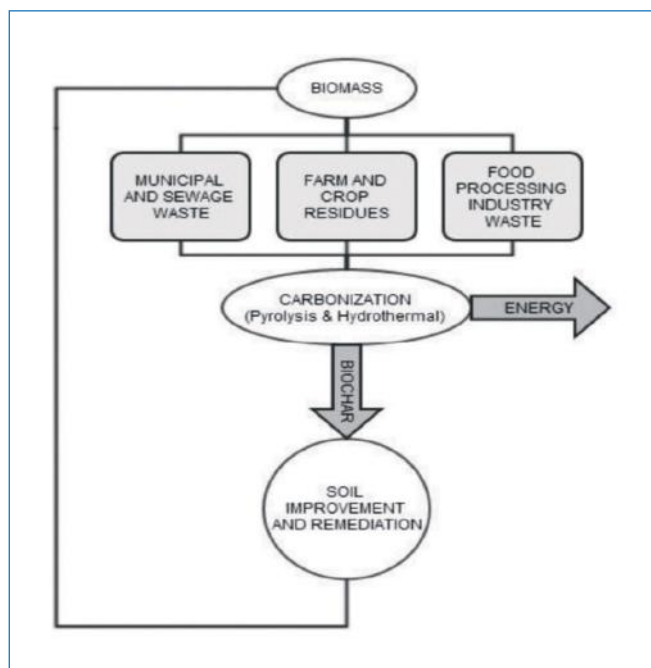 BIOMASS
MUNICIPAL
AND SEWAGE
WASTE
FARM AND
CROP
RESIDUES
FOOD
PROCESSING
INDUSTRY
WASTE
CARBONIZATION
(Pyrolysis & Hydrothermal)
ENERGY
BIOCHAR
SOIL
IMPROVEMENT
AND REMEDIATION